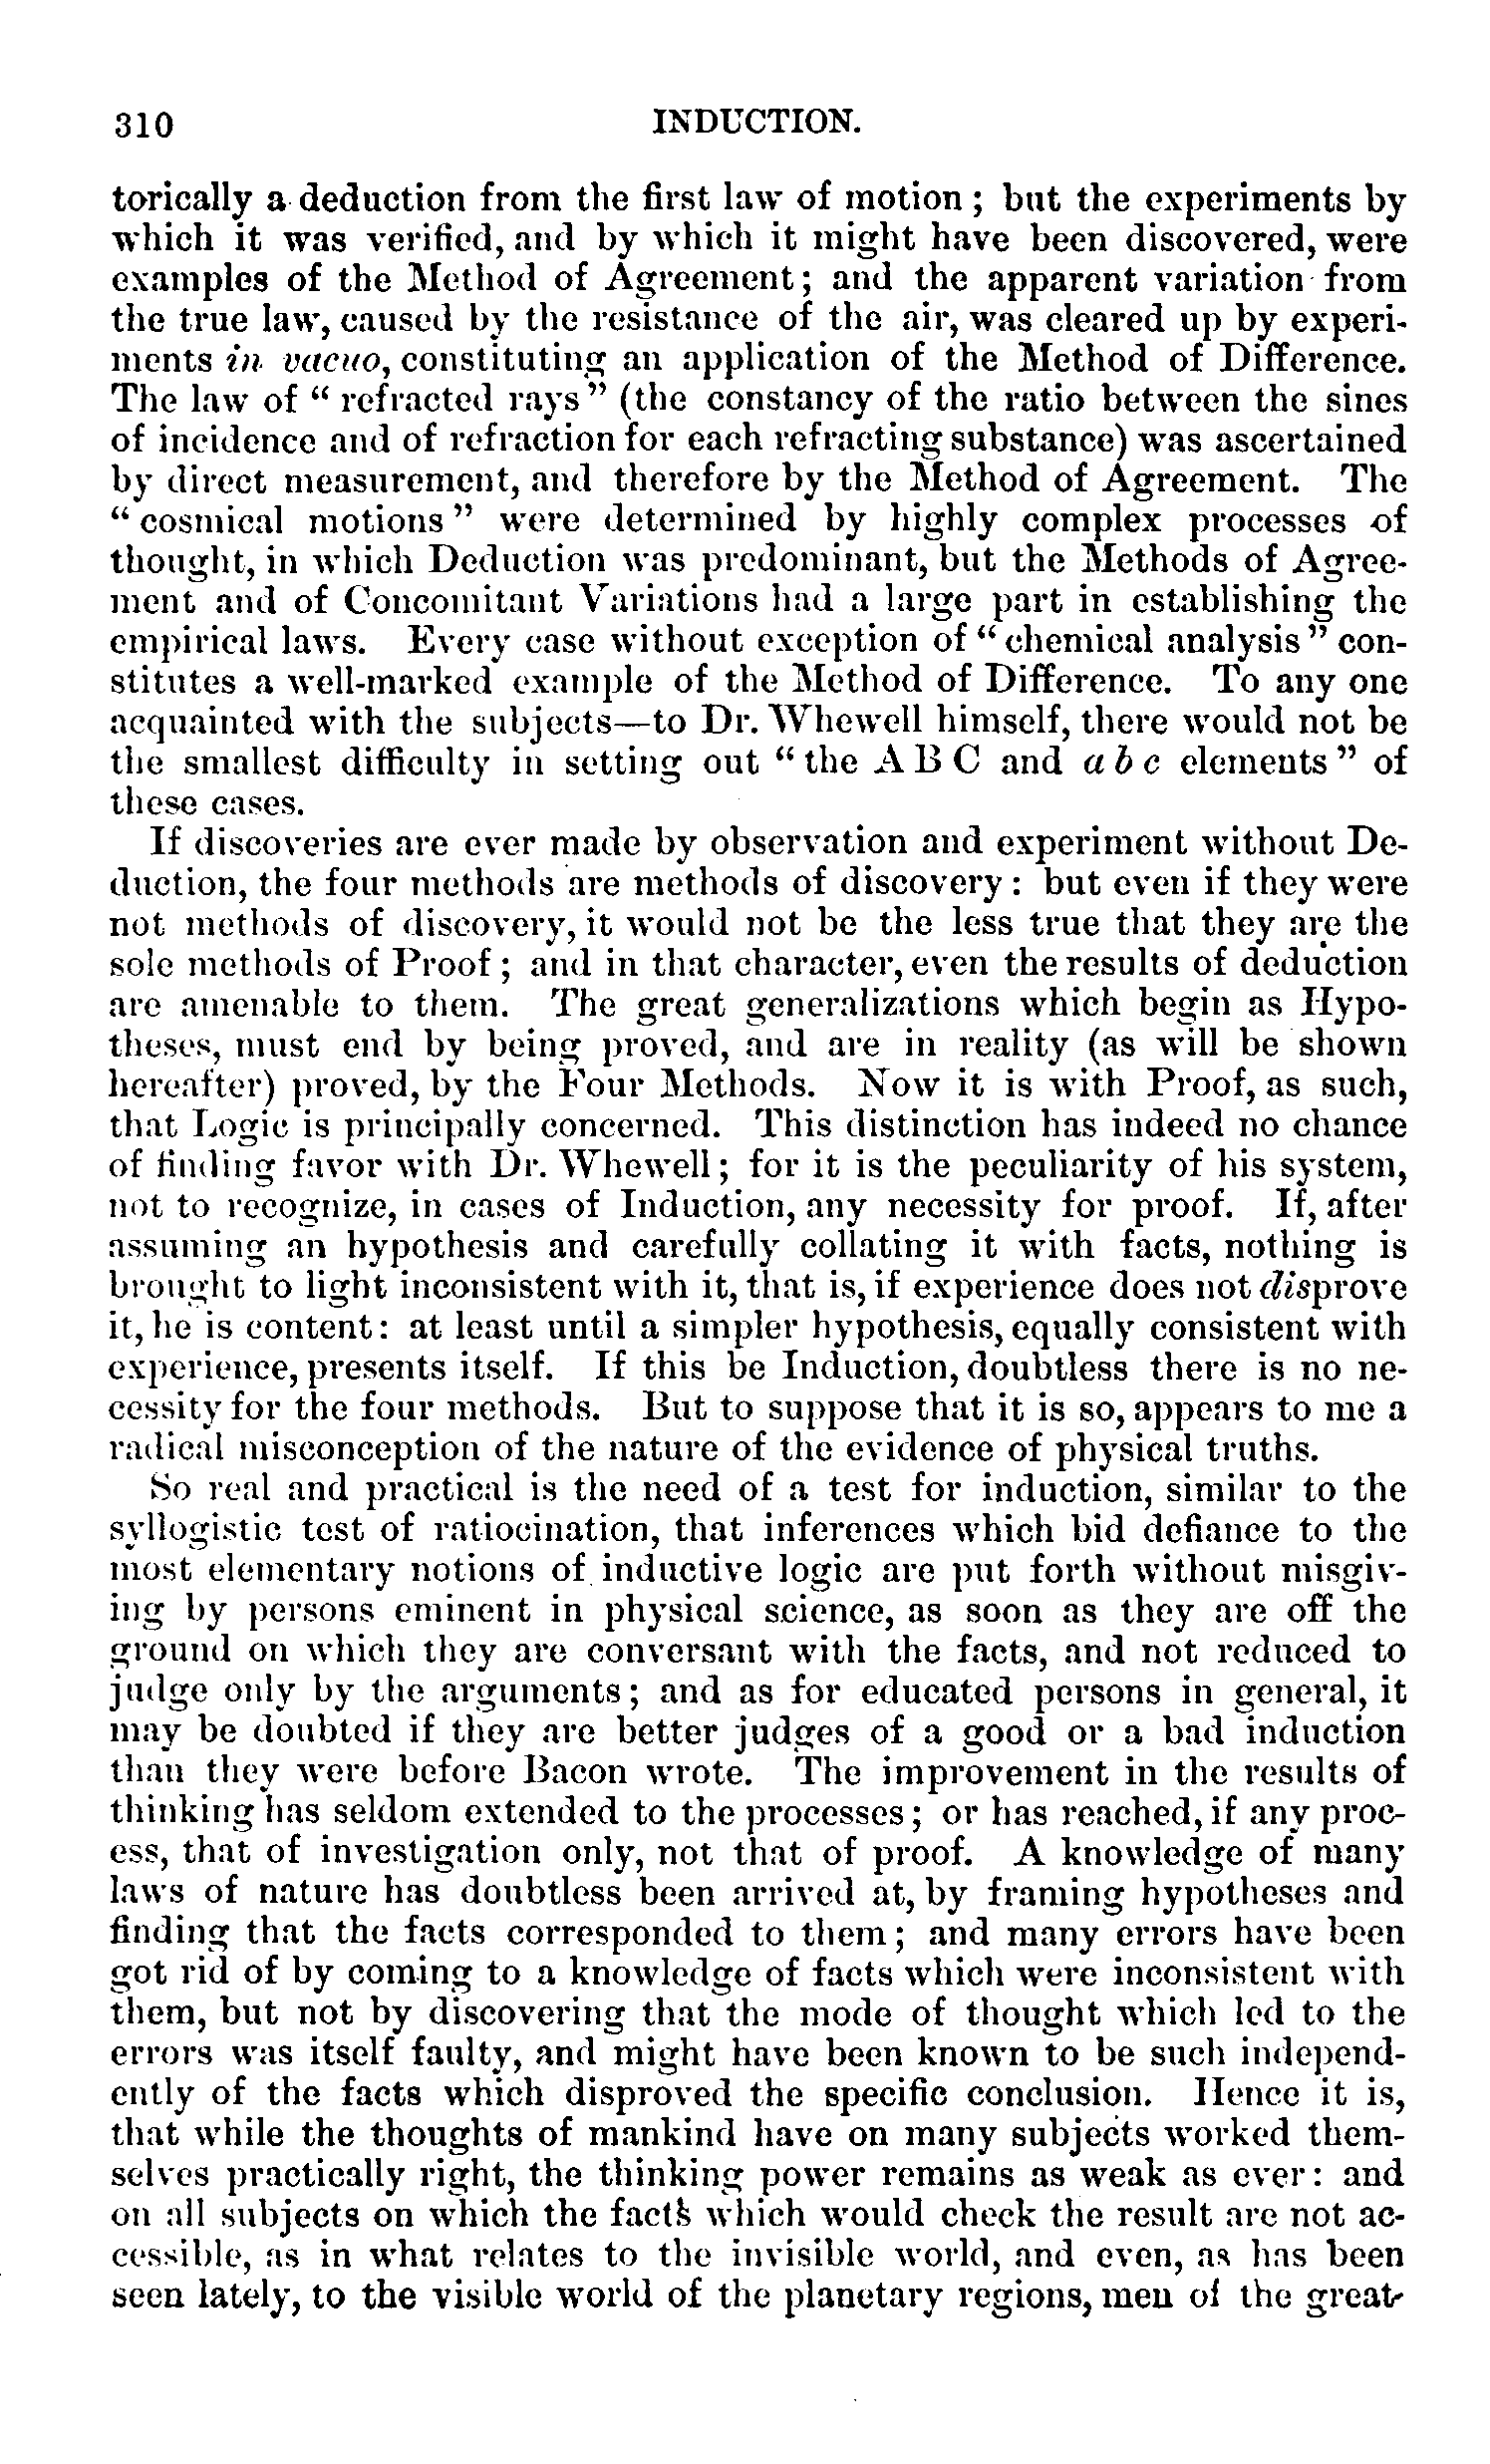 310 INDUCTION.
torically a deduction from the first law of motion; but the experiments by
which it was verified, and by which it might have been discovered, were
examples of the Method of Agreement; and the apparent variation from
the true law, caused by the resistance of the air, was cleared up by experi-
ments in vacuo, constituting an application of the Method of Difference.
The law of “refracted rays” (the constancy of the ratio between the sines
of incidence and of refraction for each refracting substance) was ascertained
by direct measurement, and therefore by the Method of Agreement. The
“cosmical motions” were determined by highly complex processes of
thought, in which Deduction was predominant, but the Methods of Agree-
ment and of Concomitant Variations had a large part in establishing the
empirical laws. Every case without exception of “chemical analysis” con-
stitutes a well-marked example of the Method of Difference. To any one
acquainted with the subjects—to Dr. Whewell himself, there would not be
the smallest difficulty in setting out “the A B C and a b c elements” of
these cases.
If discoveries are ever made by observation and experiment without De-
duction, the four methods are methods of discovery: but even if they were
not methods of discovery, it would not be the less true that they are the
sole methods of Proof; and in that character, even the results of deduction
are amenable to them. The great generalizations which begin as Hypo-
theses, must end by being proved, and are in reality (as will be shown
hereafter) proved, by the Four Methods. Now it is with Proof, as such,
that Logic is principally concerned. This distinction has indeed no chance
of finding favor with Dr. Whewell; for it is the peculiarity of his system,
not to recognize, in cases of Induction, any necessity for proof. If, after
assuming an hypothesis and carefully collating it with facts, nothing is
brought to light inconsistent with it, that is, if experience does not disprove
it, he is content: at least until a simpler hypothesis, equally consistent with
experience, presents itself. If this be Induction, doubtless there is no ne-
cessity for the four methods. But to suppose that it is so, appears to me a
radical misconception of the nature of the evidence of physical truths.
So real and practical is the need of a test for induction, similar to the
syllogistic test of ratiocination, that inferences which bid defiance to the
most elementary notions of inductive logic are put forth without misgiv-
ing by persons eminent in physical science, as soon as they are off the
ground on which they are conversant with the facts, and not reduced to
judge only by the arguments; and as for educated persons in general, it
may be doubted if they are better judges of a good or a bad induction
than they were before Bacon wrote. The improvement in the results of
thinking has seldom extended to the processes; or has reached, if any proc-
ess, that of investigation only, not that of proof. A knowledge of many
laws of nature has doubtless been arrived at, by framing hypotheses and
finding that the facts corresponded to them; and many errors have been
got rid of by coming to a knowledge of facts which were inconsistent with
them, but not by discovering that the mode of thought which led to the
errors was itself faulty, and might have been known to be such independ-
ently of the facts which disproved the specific conclusion. Hence it is,
that while the thoughts of mankind have on many subjects worked them-
selves practically right, the thinking power remains as weak as ever: and
on all subjects on which the facts which would check the result are not ac-
cessible, as in what relates to the invisible world, and even, as has been
seen lately, to the visible world of the planetary regions, men of the great-